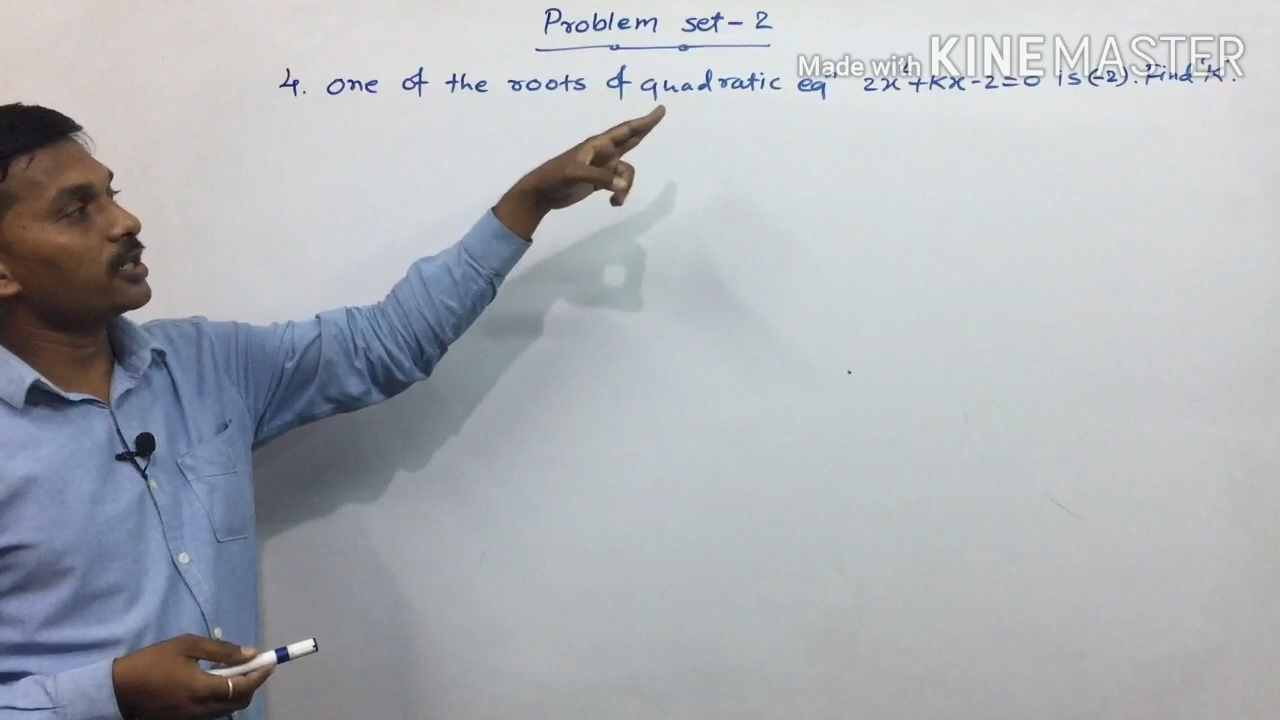 Problem set-2
Made with KINEMASTER
4. one of the roots of quadratic eqⁿ 2x²+kx-2=0 is (-2). Find 'k'.